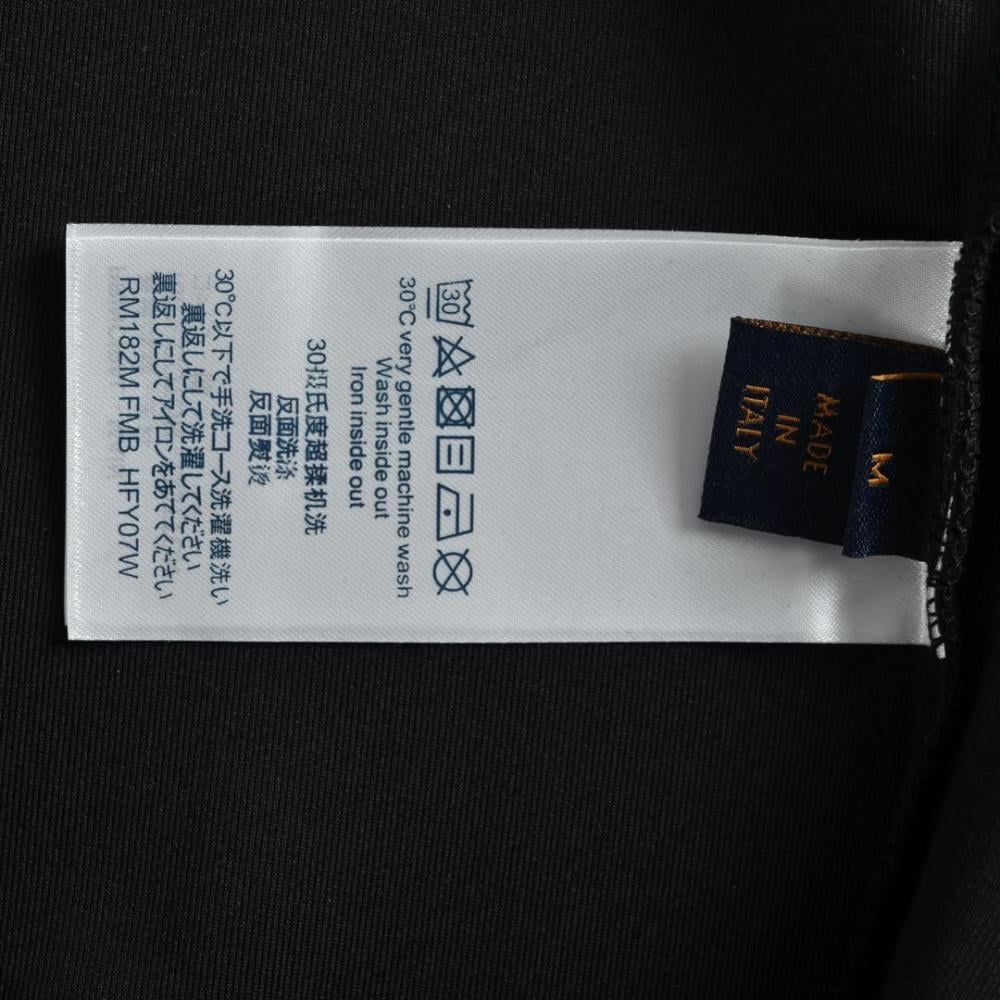 30
30°C very gentle machine wash
Wash inside out
Iron inside out
30摄氏度超揉机洗
反面洗涤
反面熨烫
30°C以下で手洗コース洗濯機洗い
裏返しにして洗濯してください
裏返しにしてアイロンをあててください
RM182M FMB HFY07W
M
MADE
IN
ITALY